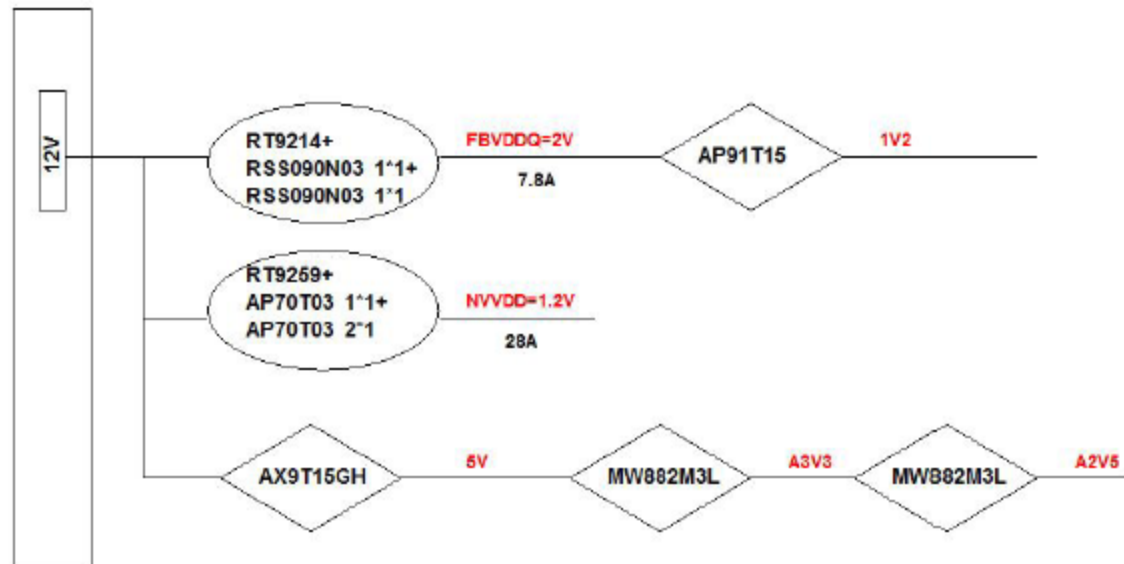 12V
RT9214+
RSS090N03 1^1+
RSS090N03 1*1
FBVDDQ=2V
7.8A
AP91T15
1V2
RT9259+
AP70T03 1^1+
AP70T03 2^1
NVVDD=1.2V
28A
AX9T15GH
5V
MW882M3L
A3V3
MW882M3L
A2V5